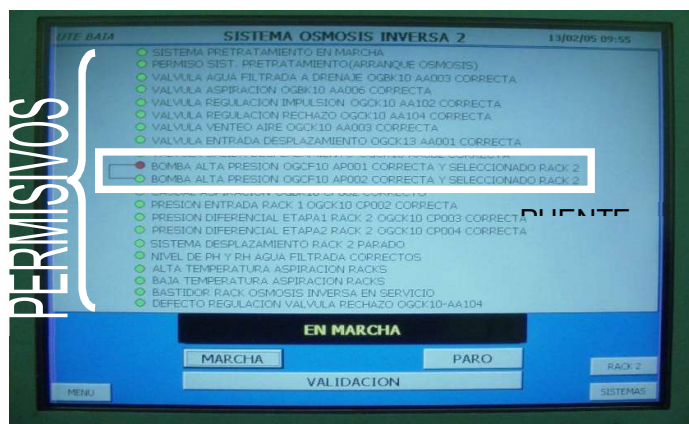 UTE BAIA
SISTEMA OSMOSIS INVERSA 2
13/02/05 09:55
PERMISIVOS
SISTEMA PRETRATAMIENTO EN MARCHA
PERMISO SIST. PRETRATAMIENTO(ARRANQUE OSMOSIS)
VALVULA AGUA FILTRADA A DRENAJE OGBK10 AA003 CORRECTA
VALVULA ASPIRACION OGBK10 AA006 CORRECTA
VALVULA REGULACION IMPULSION OGCK10 AA102 CORRECTA
VALVULA REGULACION RECHAZO OGCK10 AA104 CORRECTA
VALVULA VENTEO AIRE OGCK10 AA003 CORRECTA
VALVULA ENTRADA DESPLAZAMIENTO OGCK13 AA001 CORRECTA
BOMBA ALTA PRESION OGCF10 AP001 CORRECTA Y SELECCIONADO RACK 2
BOMBA ALTA PRESION OGCF10 AP002 CORRECTA Y SELECCIONADO RACK 2
PRESION ENTRADA RACK 1 OGCK10 CP002 CORRECTA
PUENTE
PRESION DIFERENCIAL ETAPA1 RACK 2 OGCK10 CP003 CORRECTA
PRESION DIFERENCIAL ETAPA2 RACK 2 OGCK10 CP004 CORRECTA
SISTEMA DESPLAZAMIENTO RACK 2 PARADO
NIVEL DE PH Y RH AGUA FILTRADA CORRECTOS
ALTA TEMPERATURA ASPIRACION RACKS
BAJA TEMPERATURA ASPIRACION RACKS
BASTIDOR RACK OSMOSIS INVERSA EN SERVICIO
DEFECTO REGULACION VALVULA RECHAZO OGCK10-AA104
EN MARCHA
MARCHA
PARO
VALIDACION
RACK 2
MENU
SISTEMAS